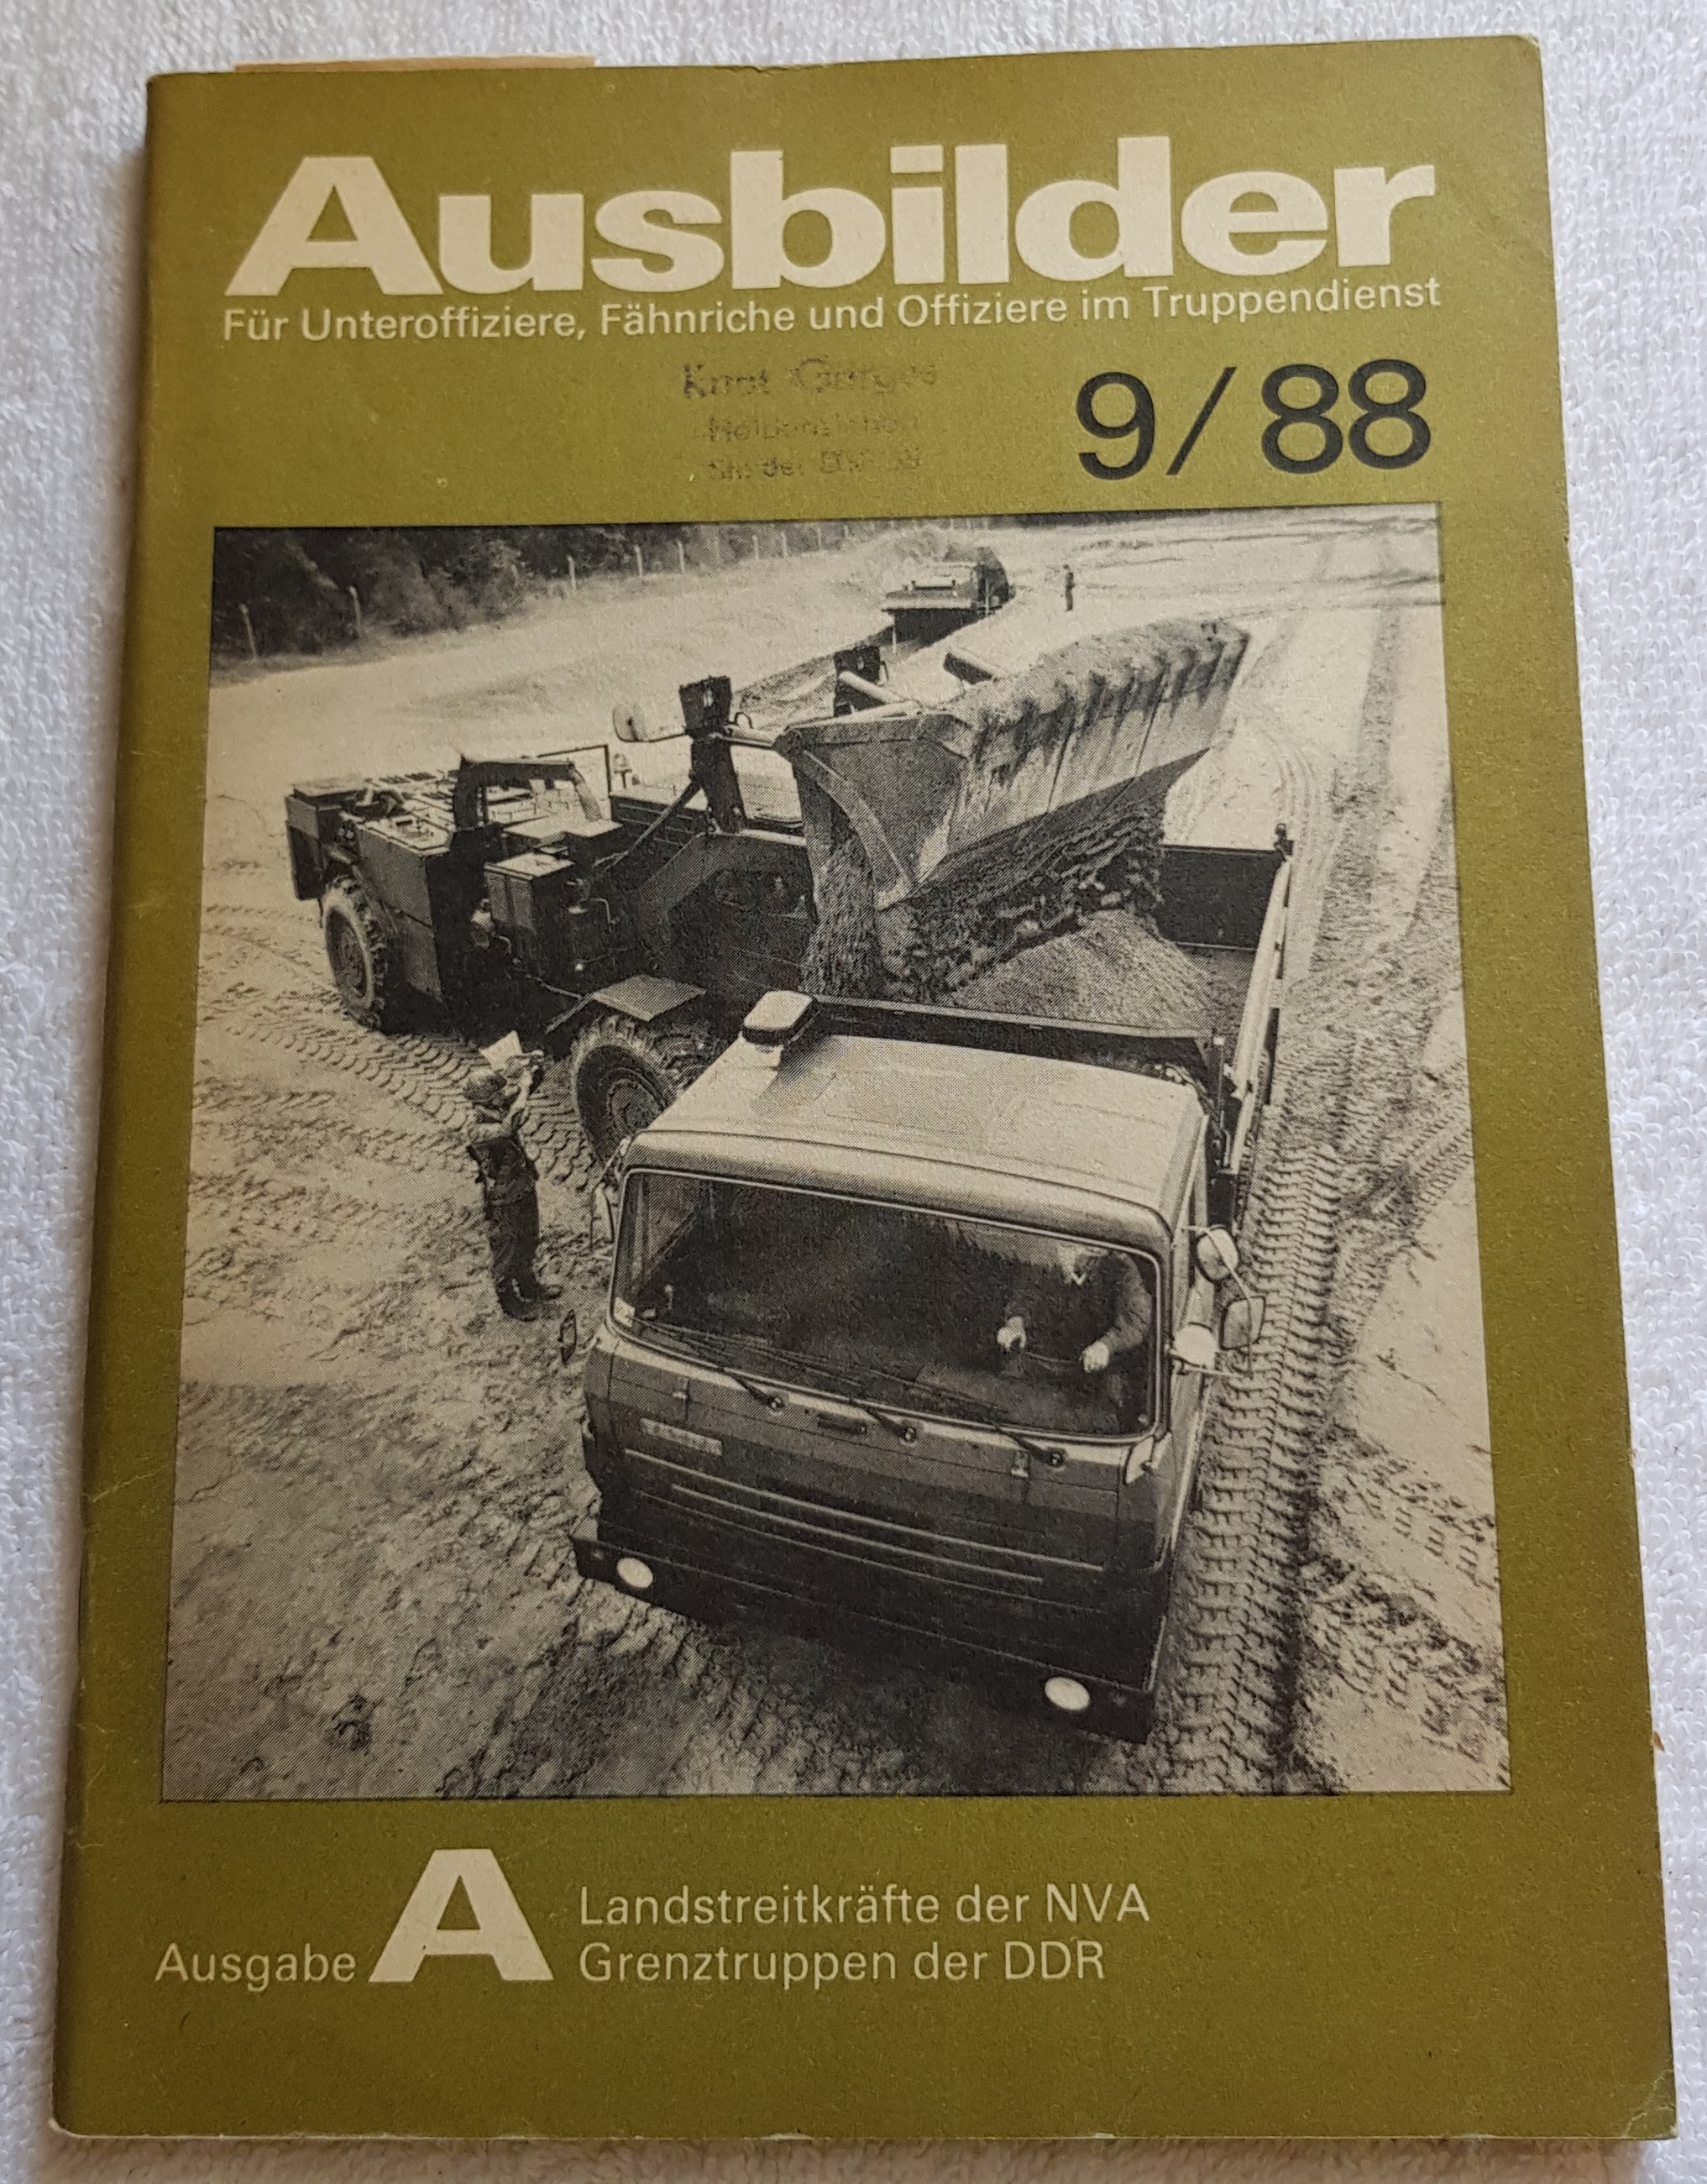 Ausbilder
Für Unteroffiziere, Fähnriche und Offiziere im Truppendienst
9/88
Ausgabe A
Landstreitkräfte der NVA
Grenztruppen der DDR